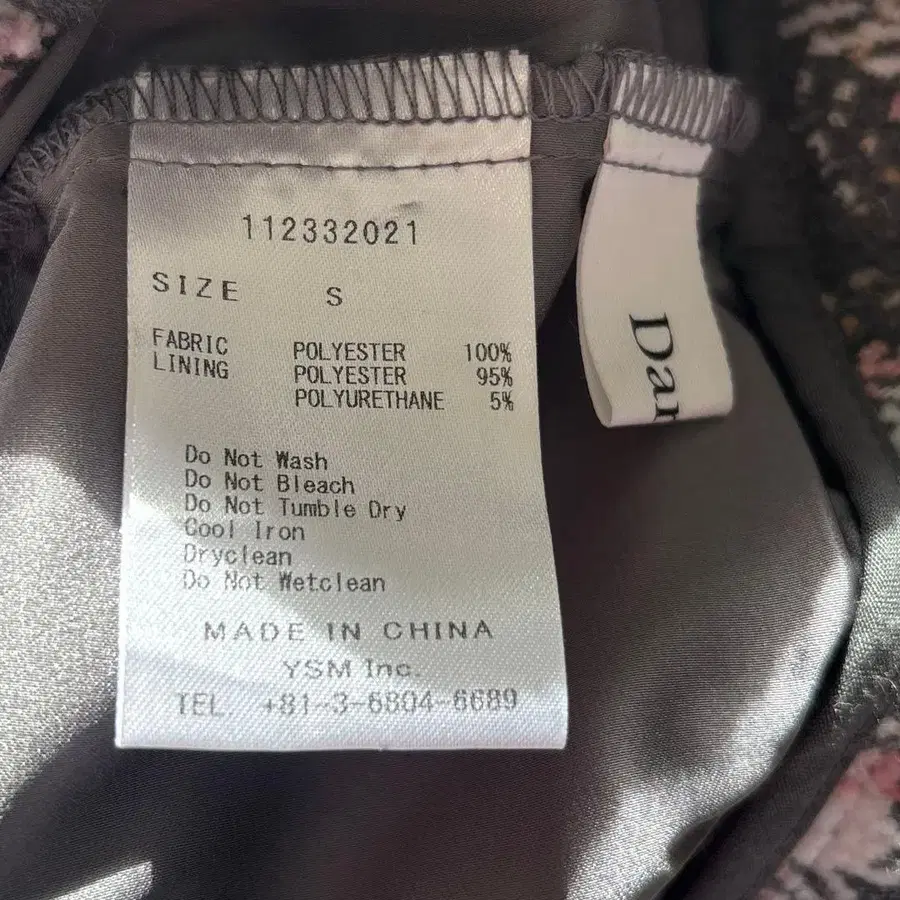 112332021
SIZE S
FABRIC POLYESTER 100%
LINING POLYESTER 95%
POLYURETHANE 5%
Do Not Wash
Do Not Bleach
Do Not Tumble Dry
Cool Iron
Dryclean
Do Not Wetclean
MADE IN CHINA
YSM Inc.
TEL. +81-3-6804-6689